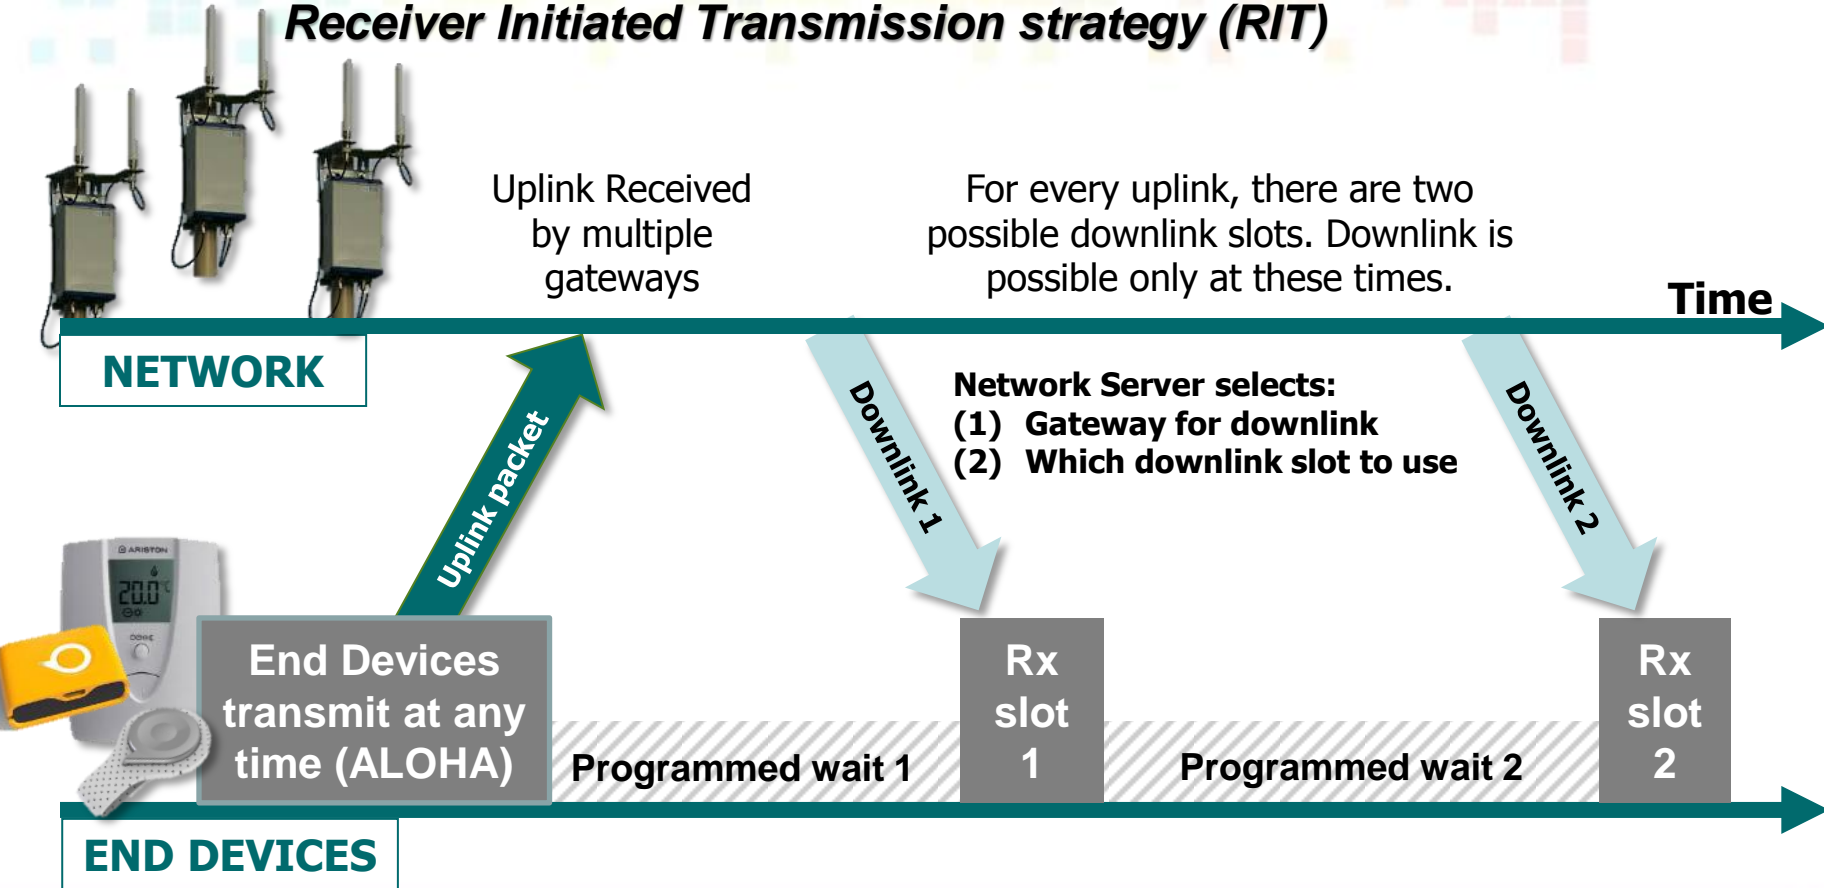 Receiver Initiated Transmission strategy (RIT)
Uplink Received
by multiple
gateways
For every uplink, there are two
possible downlink slots. Downlink is
possible only at these times.
Time
NETWORK
Uplink packet
Downlink 1
Network Server selects:
(1) Gateway for downlink
(2) Which downlink slot to use
Downlink 2
ARISTON
20.0°C
End Devices
transmit at any
time (ALOHA)
Programmed wait 1
Rx
slot
1
Programmed wait 2
Rx
slot
2
END DEVICES